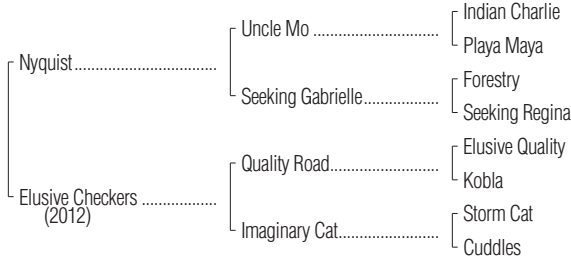 Indian Charlie
Uncle Mo ................................
Playa Maya
Nyquist...................................
Forestry
Seeking Gabrielle...................
Seeking Regina
Elusive Quality
Quality Road...........................
Kobla
Elusive Checkers ..................
(2012)
Storm Cat
Imaginary Cat.........................
Cuddles